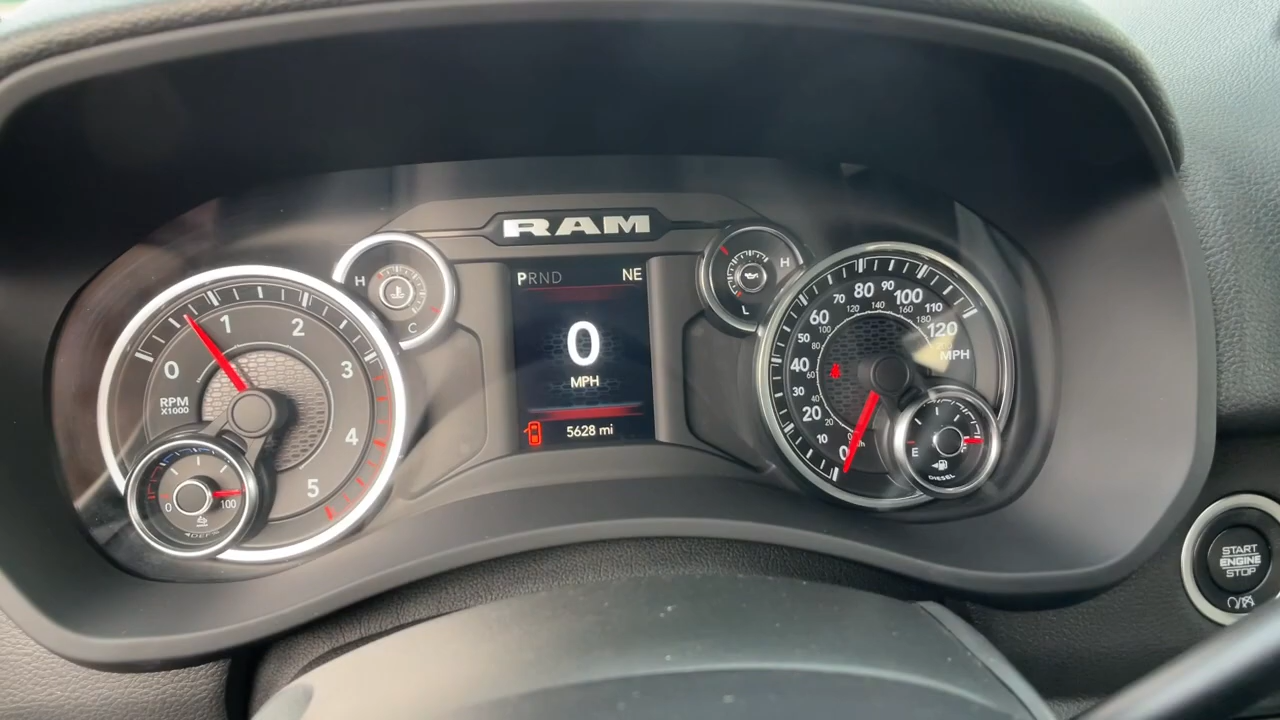 RAM
PRND NE
0
MPH
5628 mi
H
C
H
L
0 1 2 3 4 5
RPM
X1000
0 100
DEF
0 10 20 30 40 50 60 70 80 90 100 110 120
MPH
60 80 100 120 140 160 180
E
DIESEL
START
ENGINE
STOP